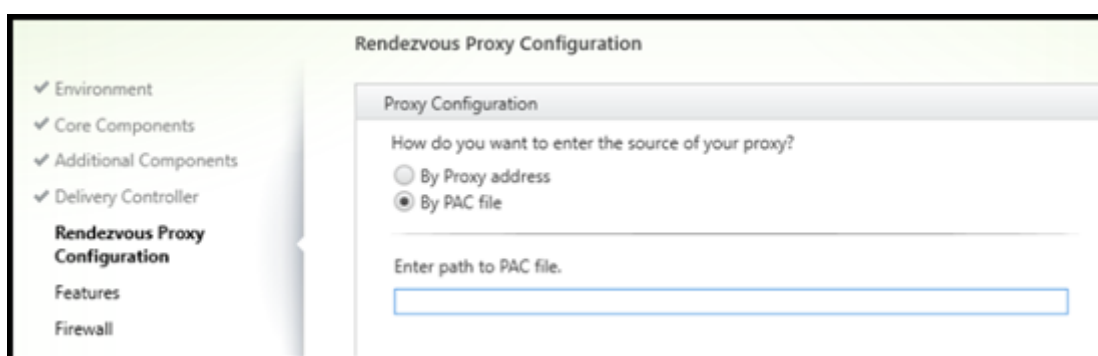 Rendezvous Proxy Configuration
Environment
Core Components
Additional Components
Delivery Controller
Rendezvous Proxy
Configuration
Features
Firewall
Proxy Configuration
How do you want to enter the source of your proxy?
By Proxy address
By PAC file
Enter path to PAC file.